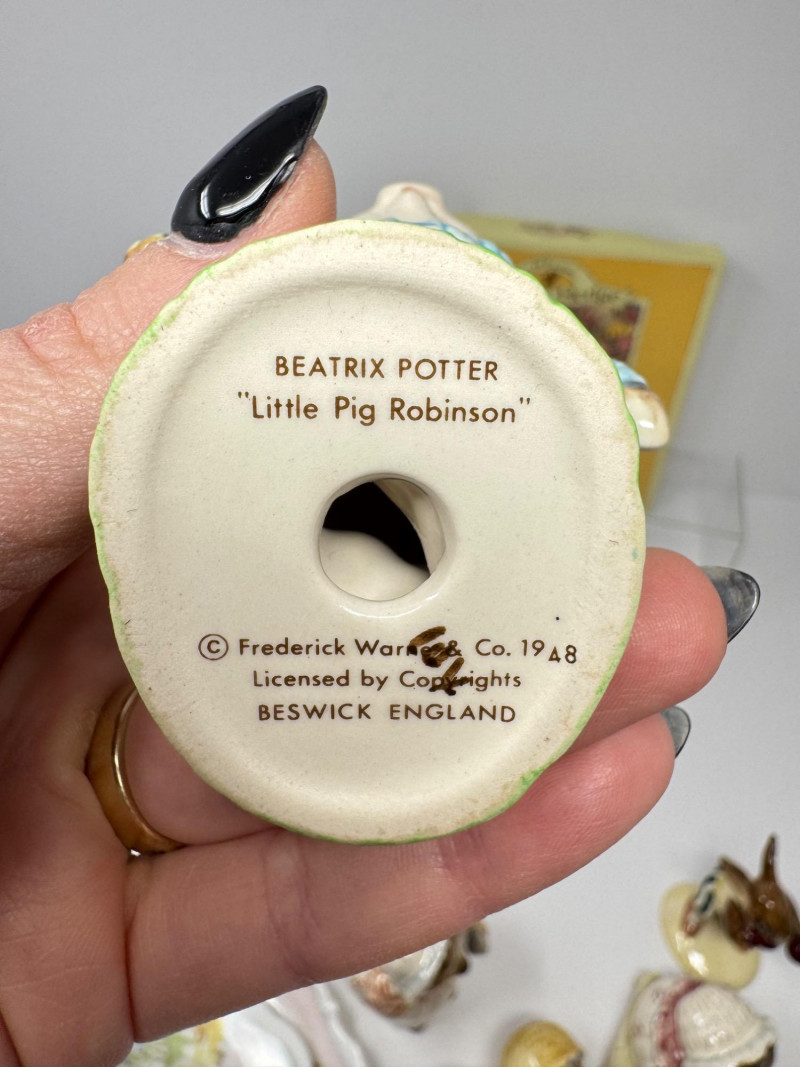 BEATRIX POTTER
"Little Pig Robinson"
© Frederick Warne & Co. 1948
Licensed by Copyrights
BESWICK ENGLAND